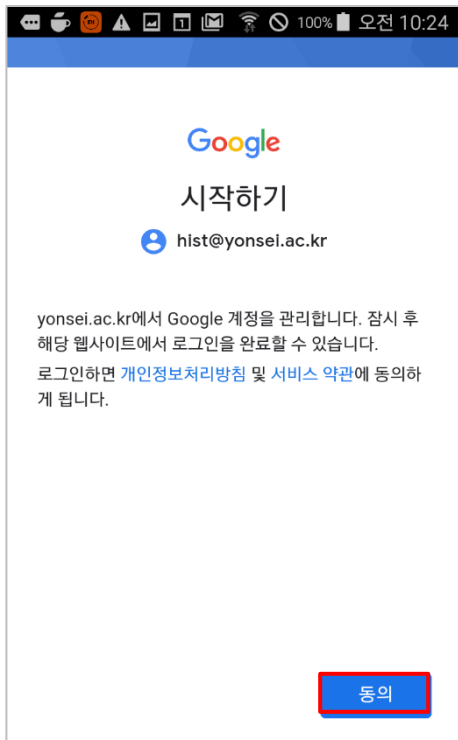 100% 오전 10:24
Google
시작하기
hist@yonsei.ac.kr
yonsei.ac.kr에서 Google 계정을 관리합니다. 잠시 후
해당 웹사이트에서 로그인을 완료할 수 있습니다.
로그인하면 개인정보처리방침 및 서비스 약관에 동의하
게 됩니다.
동의